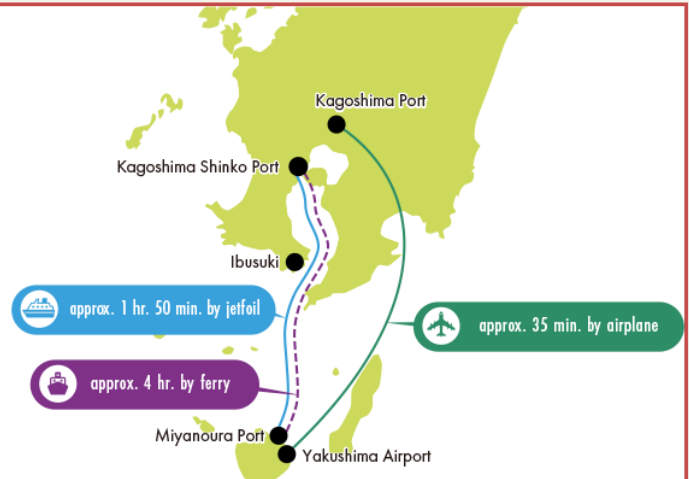 Kagoshima Port
Kagoshima Shinko Port
Ibusuki
approx. 1 hr. 50 min. by jetfoil
approx. 35 min. by airplane
approx. 4 hr. by ferry
Miyanoura Port
Yakushima Airport